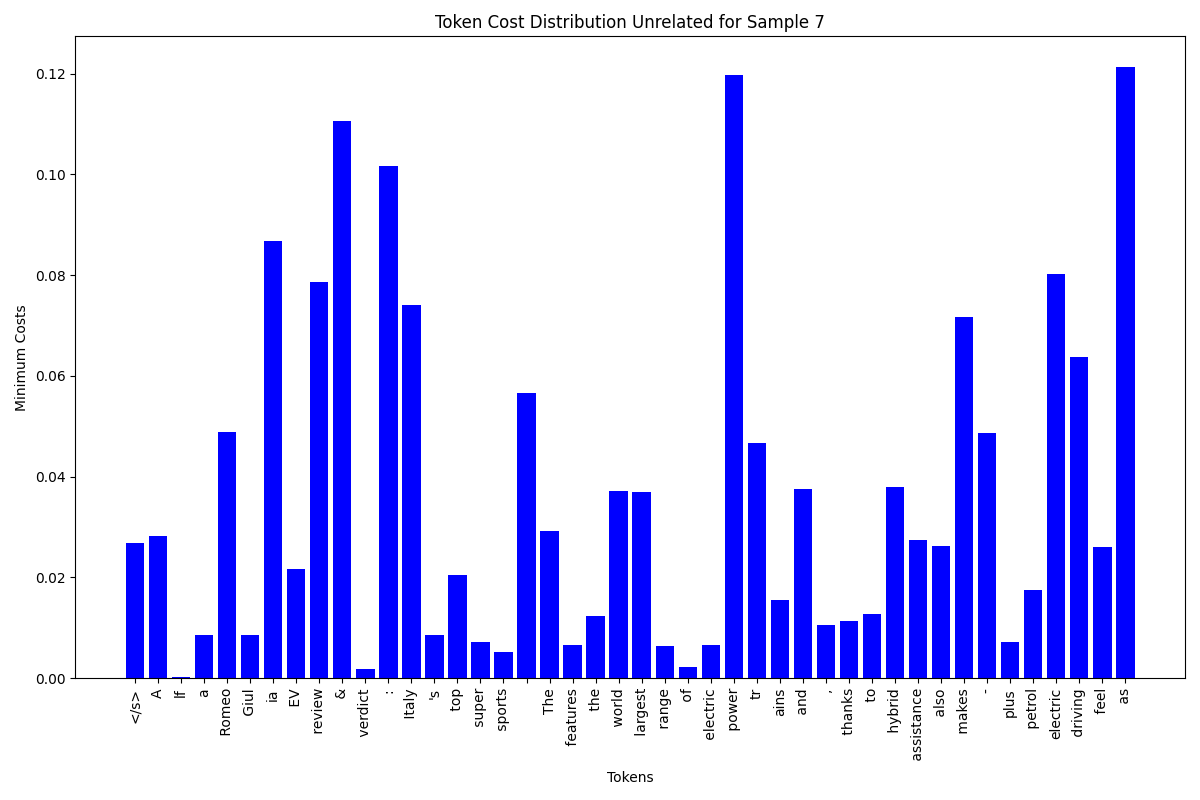 Token Cost Distribution Unrelated for Sample 7
Minimum Costs
0.12
0.10
0.08
0.06
0.04
0.02
0.00
</s>
A
lf
a
Romeo
Giul
ia
EV
review
&
verdict
:
Italy
's
top
super
sports
The
features
the
world
largest
range
of
electric
power
tr
ains
and
,
thanks
to
hybrid
assistance
also
makes
-
plus
petrol
electric
driving
feel
as
Tokens